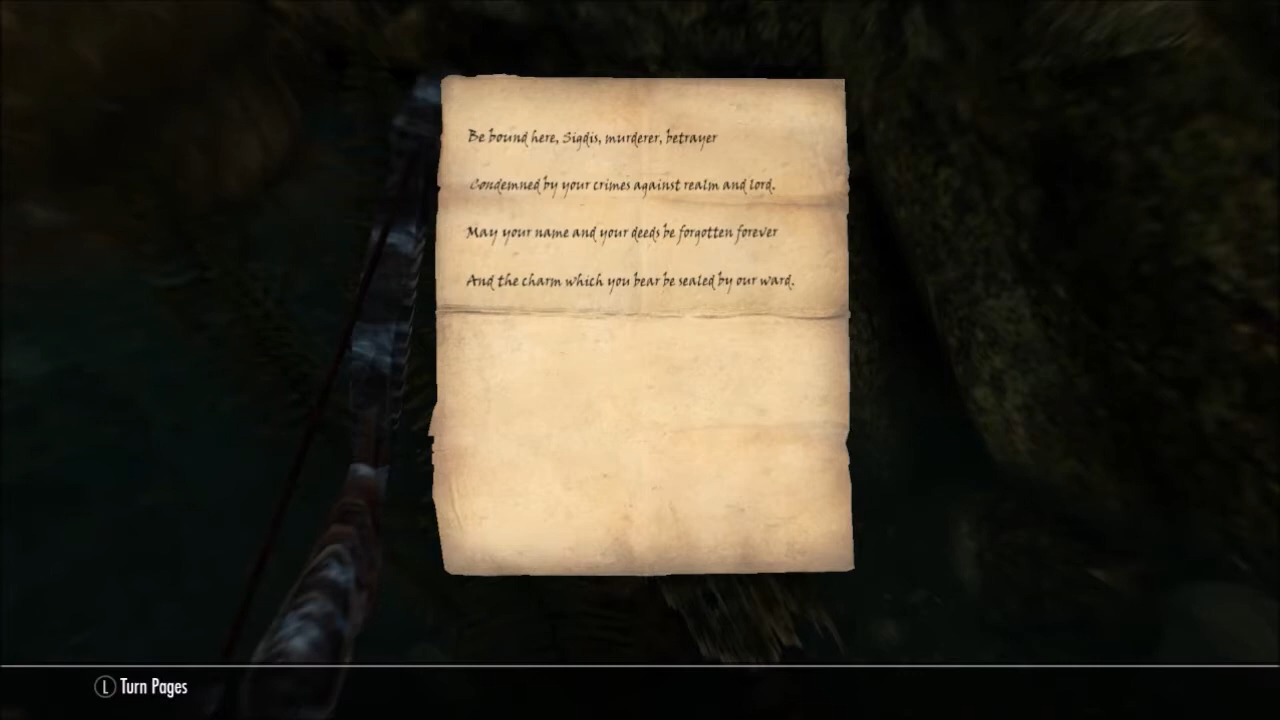 Be bound here, Sigdis, murderer, betrayer
Condemned by your crimes against realm and lord.
May your name and your deeds be forgotten forever
And the charm which you bear be sealed by our ward.
L Turn Pages